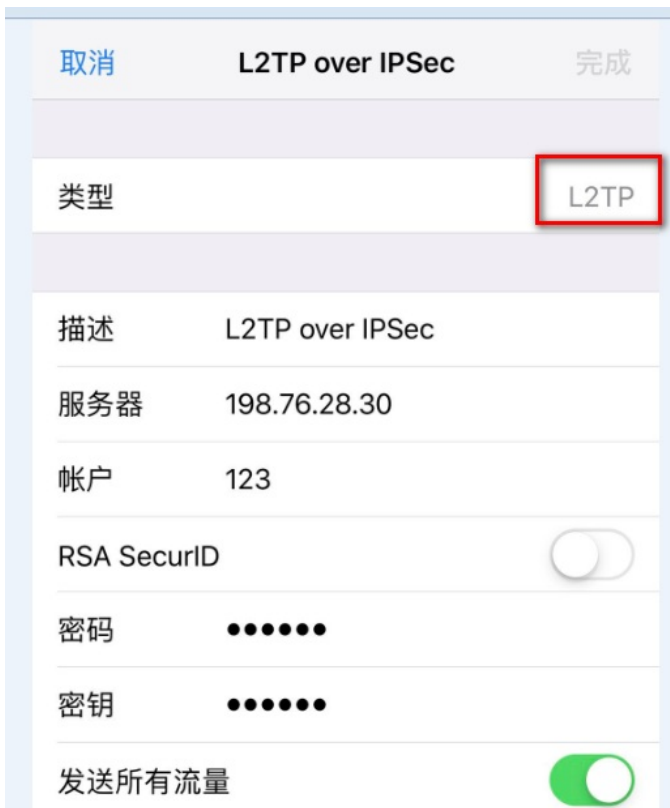 取消 L2TP over IPSec 完成
类型 L2TP
描述 L2TP over IPSec
服务器 198.76.28.30
帐户 123
RSA SecurID
密码 ●●●●●●
密钥 ●●●●●●
发送所有流量